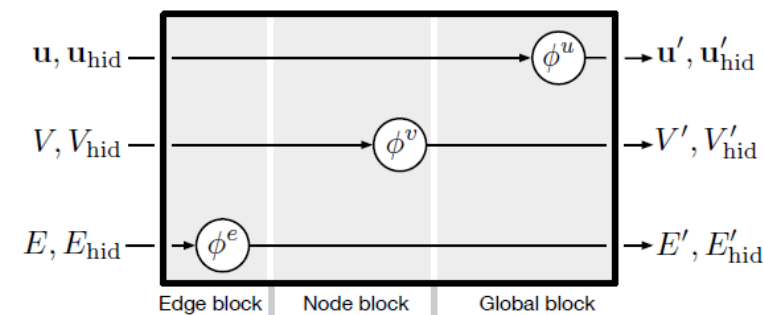 𝐮, 𝐮_hid ϕ^u 𝐮′, 𝐮′_hid
V, V_hid ϕ^v V′, V′_hid
E, E_hid ϕ^e E′, E′_hid
Edge block Node block Global block